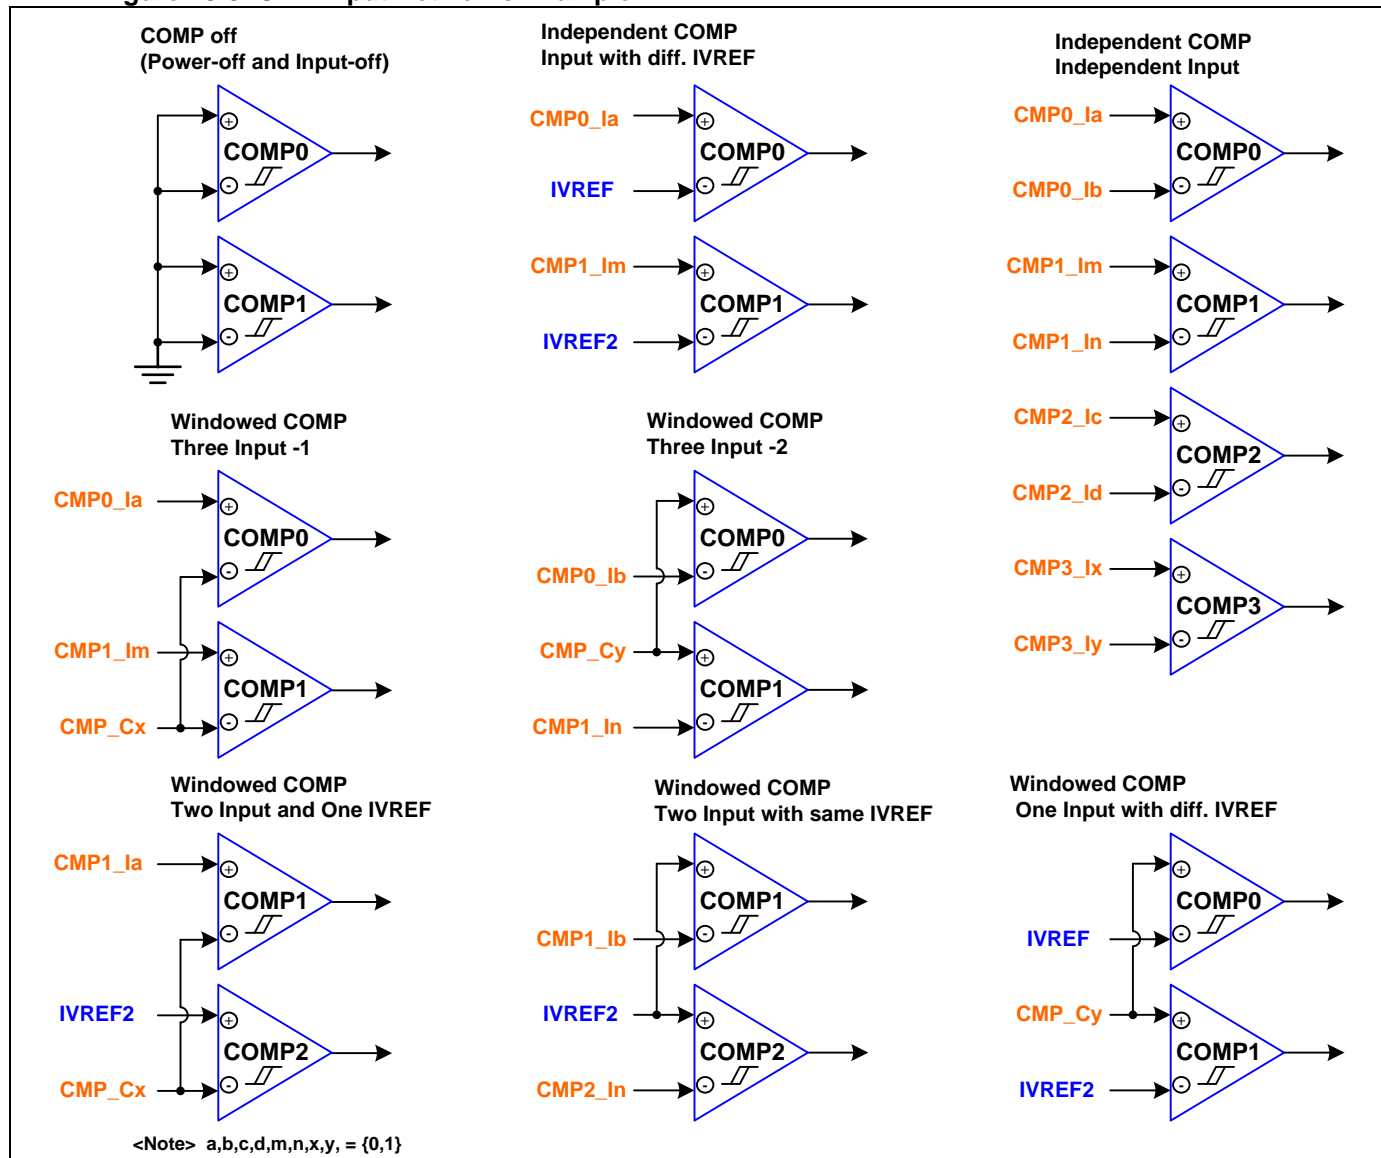 COMP off
(Power-off and Input-off)
COMP0
COMP1
Independent COMP
Input with diff. IVREF
CMP0_Ia
IVREF
COMP0
CMP1_Im
IVREF2
COMP1
Independent COMP
Independent Input
CMP0_Ia
CMP0_Ib
COMP0
CMP1_Im
CMP1_In
COMP1
CMP2_Ic
CMP2_Id
COMP2
CMP3_Ix
CMP3_Iy
COMP3
Windowed COMP
Three Input -1
CMP0_Ia
COMP0
CMP1_Im
CMP_Cx
COMP1
Windowed COMP
Three Input -2
COMP0
CMP0_Ib
CMP_Cy
COMP1
CMP1_In
Windowed COMP
Two Input and One IVREF
CMP1_Ia
COMP1
IVREF2
COMP2
CMP_Cx
Windowed COMP
Two Input with same IVREF
COMP1
CMP1_Ib
IVREF2
COMP2
CMP2_In
Windowed COMP
One Input with diff. IVREF
COMP0
IVREF
CMP_Cy
COMP1
IVREF2
<Note> a,b,c,d,m,n,x,y, = {0,1}